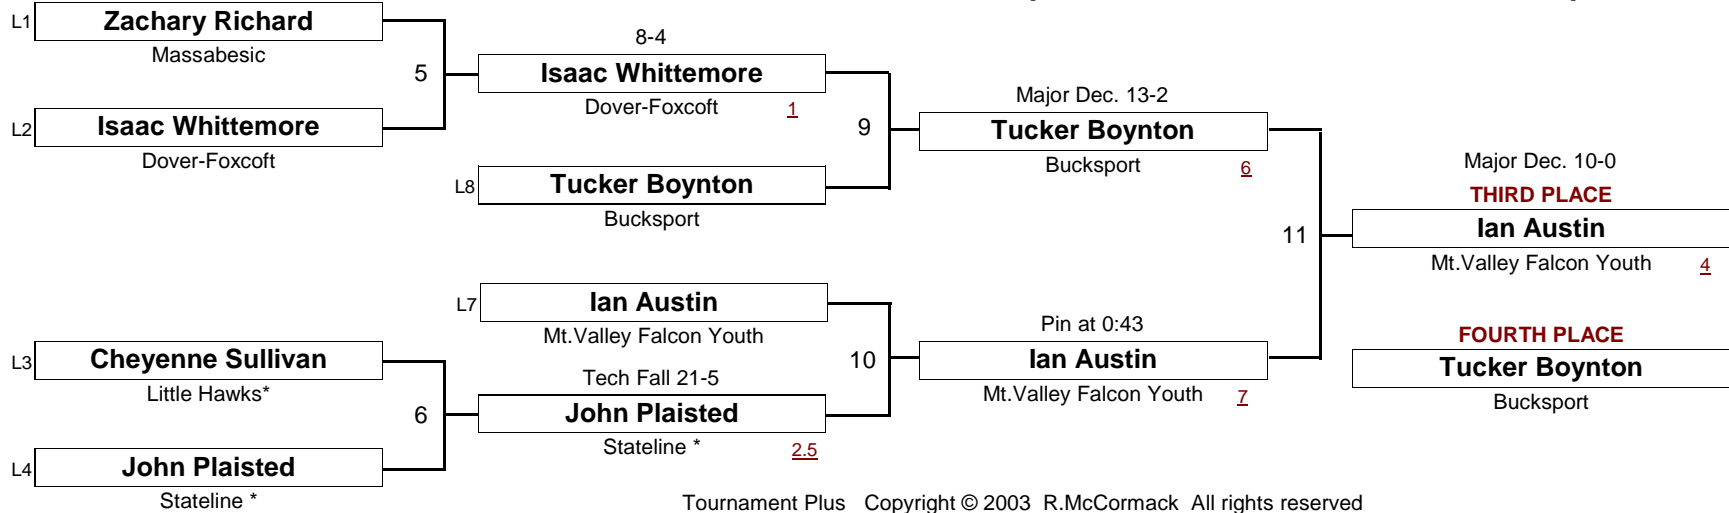 L1 Zachary Richard
Massabesic
5
8-4
Isaac Whittemore
Dover-Foxcoft 1
L2 Isaac Whittemore
Dover-Foxcoft
9
Major Dec. 13-2
Tucker Boynton
Bucksport 6
L8 Tucker Boynton
Bucksport
Major Dec. 10-0
THIRD PLACE
11
Ian Austin
Mt.Valley Falcon Youth 4
L7 Ian Austin
Mt.Valley Falcon Youth
10
Pin at 0:43
Ian Austin
Mt.Valley Falcon Youth 7
FOURTH PLACE
Tucker Boynton
Bucksport
L3 Cheyenne Sullivan
Little Hawks*
6
Tech Fall 21-5
John Plaisted
Stateline * 2.5
L4 John Plaisted
Stateline *
Tournament Plus Copyright © 2003 R.McCormack All rights reserved